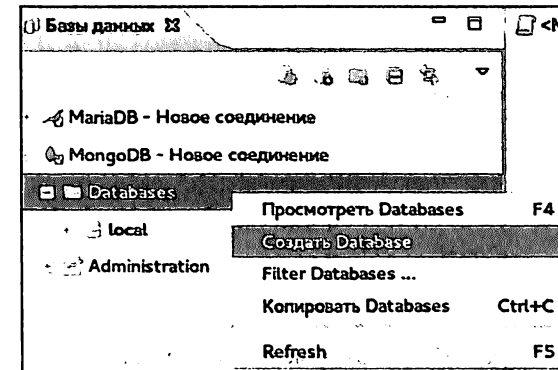 Базы данных
<М
MariaDB - Новое соединение
MongoDB - Новое соединение
Databases
Просмотреть Databases F4
local
Создать Database
Administration
Filter Databases ...
Копировать Databases Ctrl+C
Refresh F5